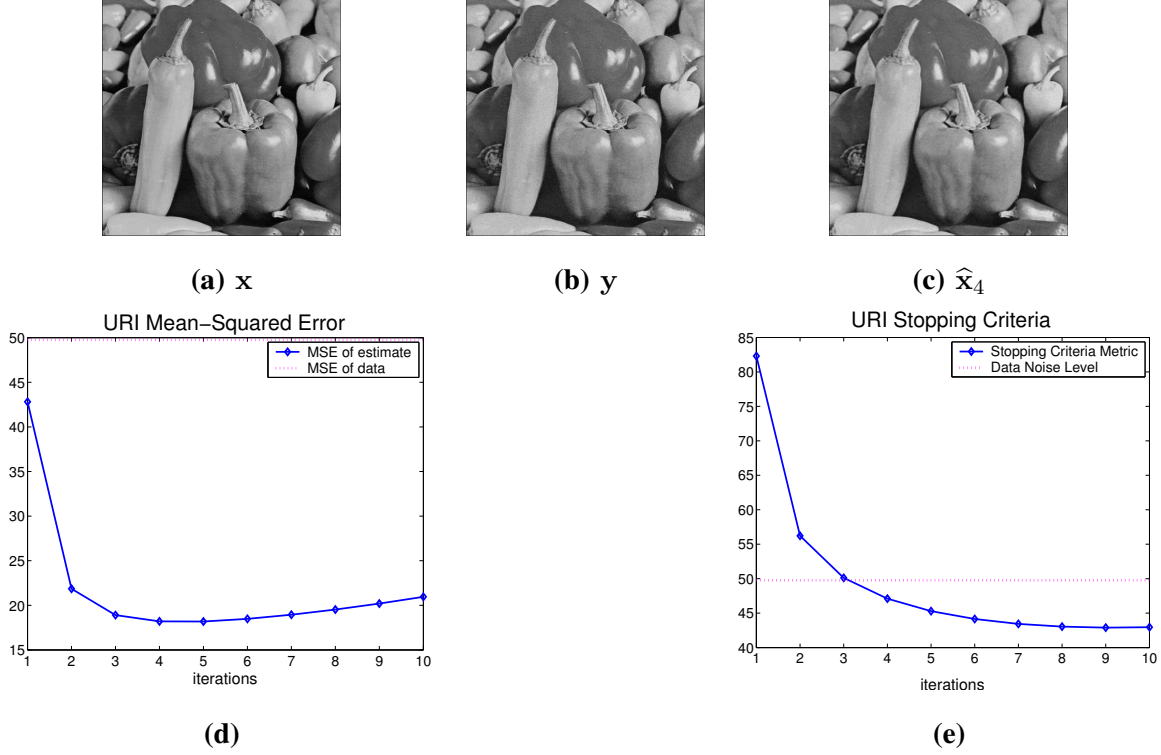 (a) x
(b) y
(c) x̂₄
URI Mean−Squared Error
50
45
40
35
30
25
20
15
MSE of estimate
MSE of data
1 2 3 4 5 6 7 8 9 10
iterations
(d)
URI Stopping Criteria
85
80
75
70
65
60
55
50
45
40
Stopping Criteria Metric
Data Noise Level
1 2 3 4 5 6 7 8 9 10
iterations
(e)